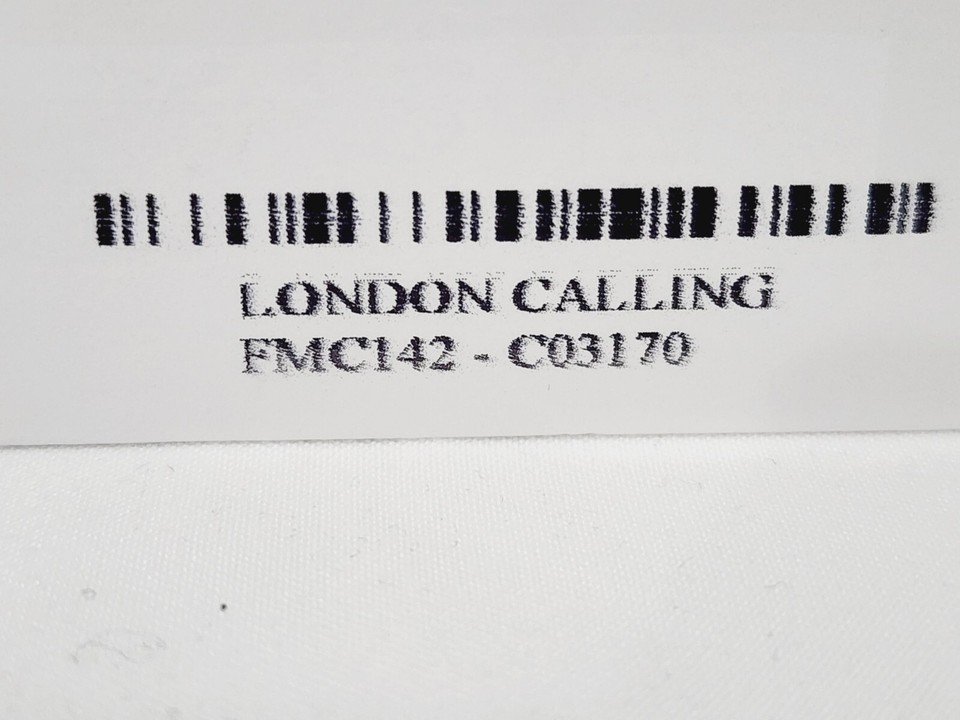 LONDON CALLING
FMC142 - C03170